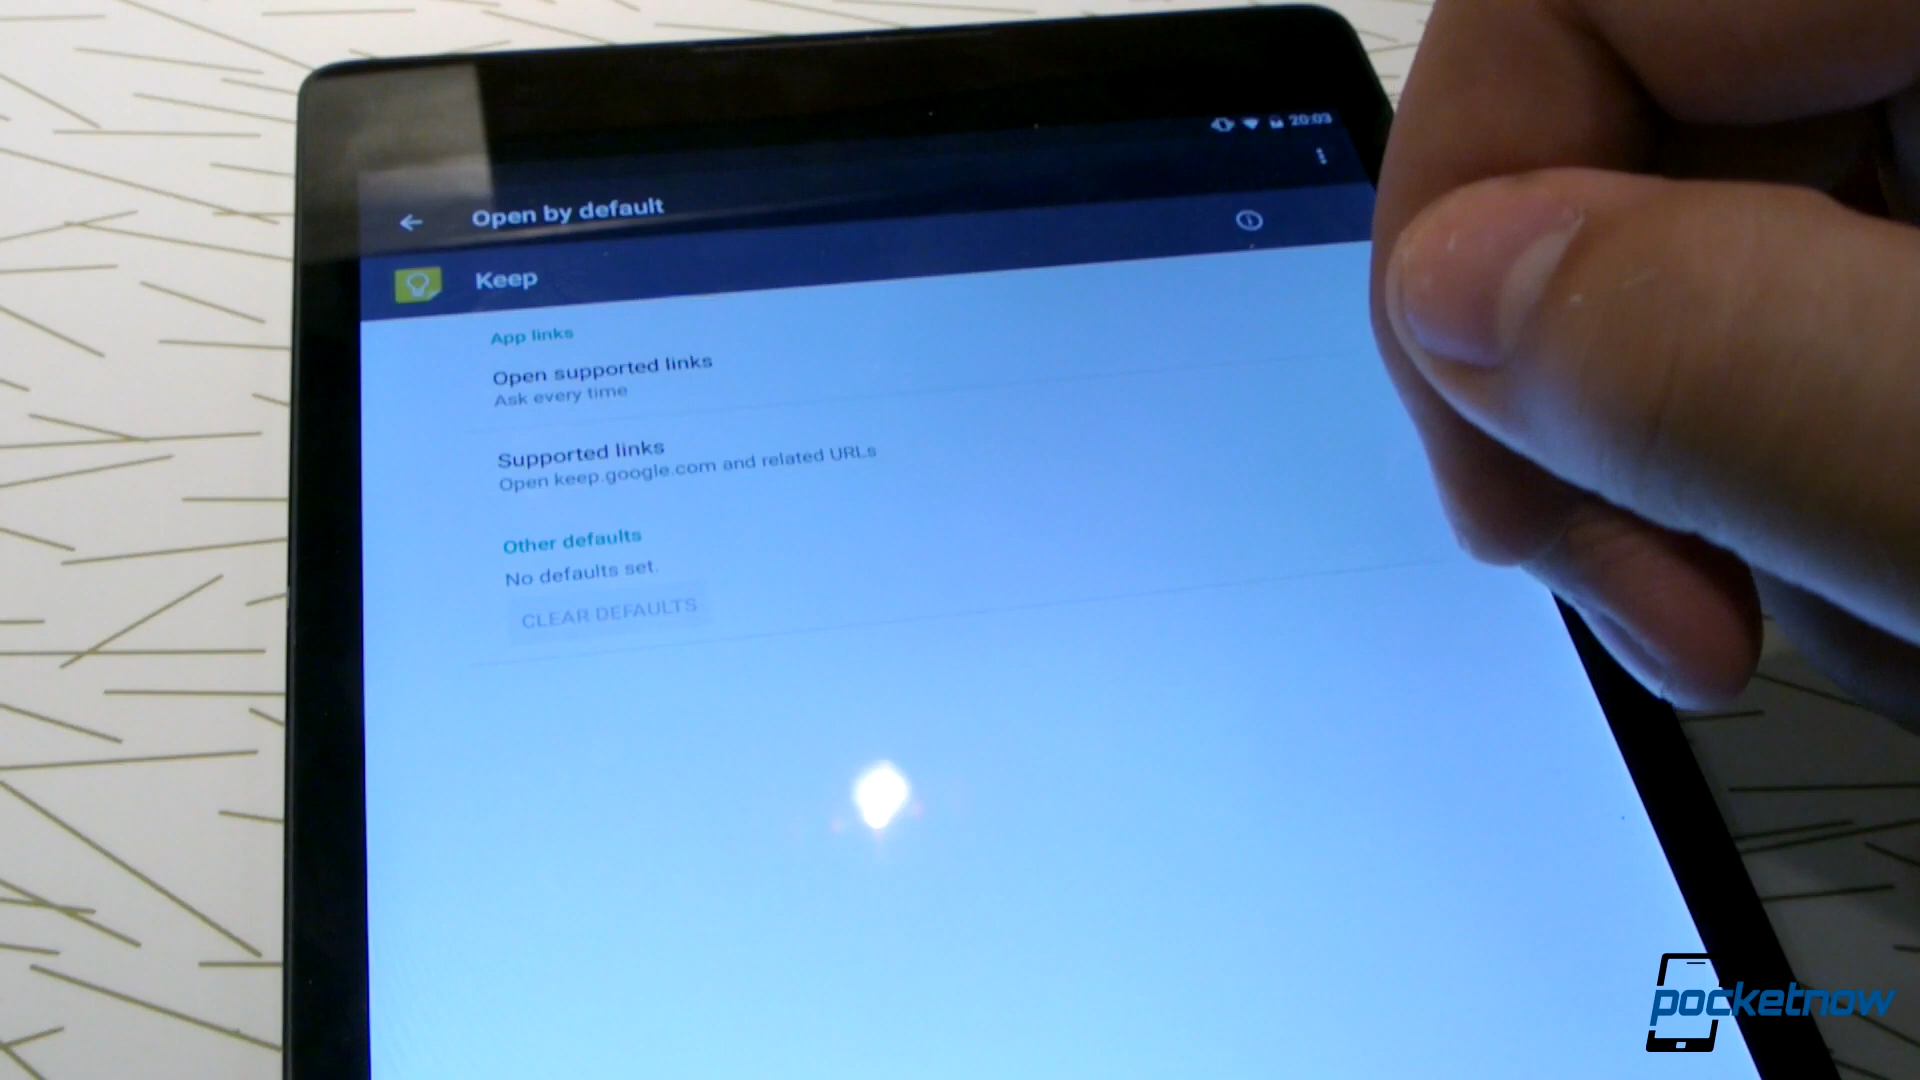 20:03
Open by default
Keep
App links
Open supported links
Ask every time
Supported links
Open keep.google.com and related URLs
Other defaults
No defaults set.
CLEAR DEFAULTS
pocketnow